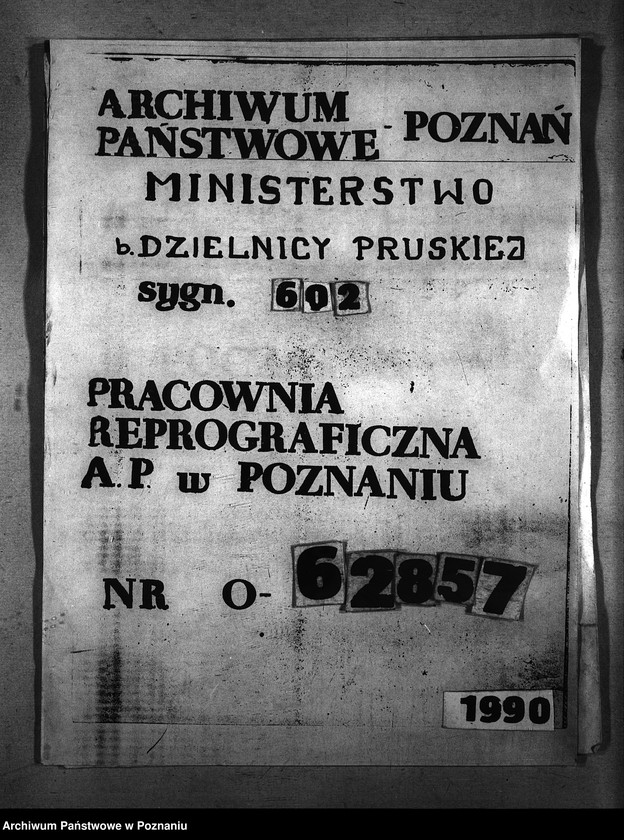 ARCHIWUM
PAŃSTWOWE - POZNAŃ
MINISTERSTWO
b. DZIELNICY PRUSKIEJ
sygn. 602
PRACOWNIA
REPROGRAFICZNA
A. P. w POZNANIU
NR O- 62857
1990
Archiwum Państwowe w Poznaniu